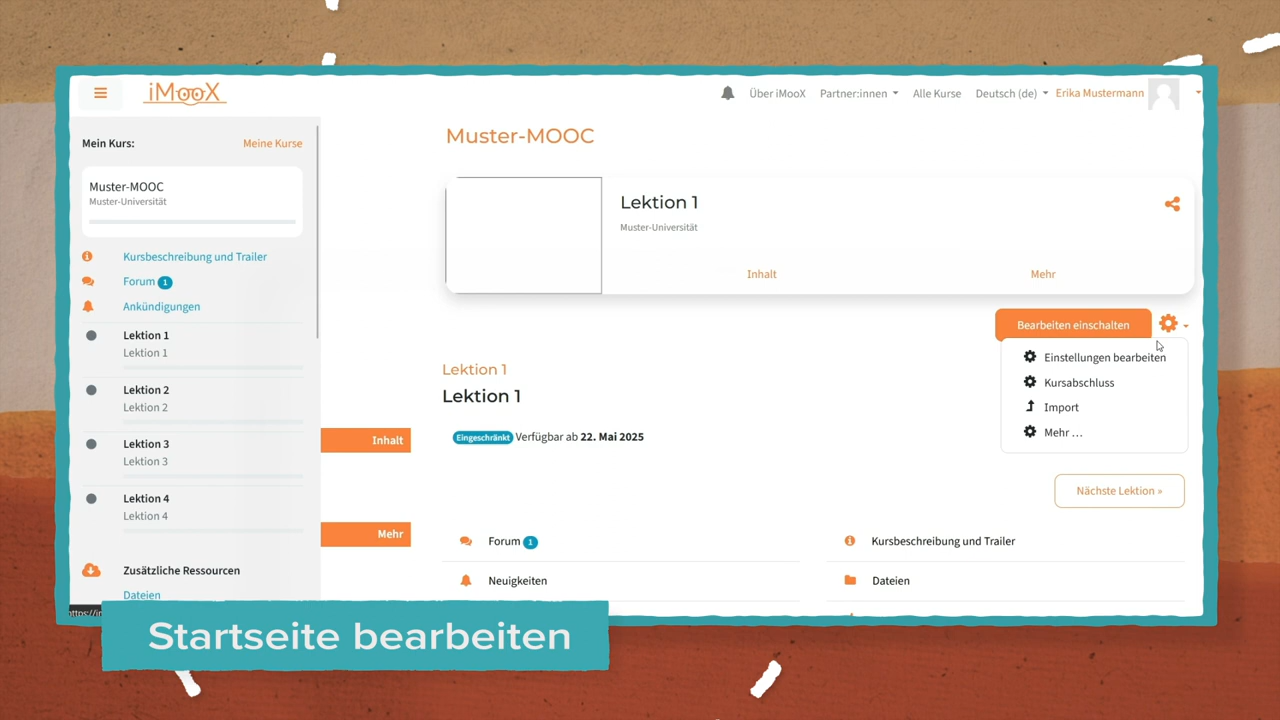 iMooX
Über iMooX
Partner:innen
Alle Kurse
Deutsch (de)
Erika Mustermann
Mein Kurs:
Meine Kurse
Muster-MOOC
Muster-Universität
Kursbeschreibung und Trailer
Forum 1
Ankündigungen
Lektion 1
Lektion 1
Lektion 2
Lektion 2
Lektion 3
Lektion 3
Lektion 4
Lektion 4
Zusätzliche Ressourcen
Dateien
Inhalt
Mehr
Muster-MOOC
Lektion 1
Muster-Universität
Inhalt
Mehr
Bearbeiten einschalten
Einstellungen bearbeiten
Kursabschluss
Import
Mehr ...
Lektion 1
Lektion 1
Eingeschränkt Verfügbar ab 22. Mai 2025
Nächste Lektion »
Forum 1
Kursbeschreibung und Trailer
Neuigkeiten
Dateien
Startseite bearbeiten